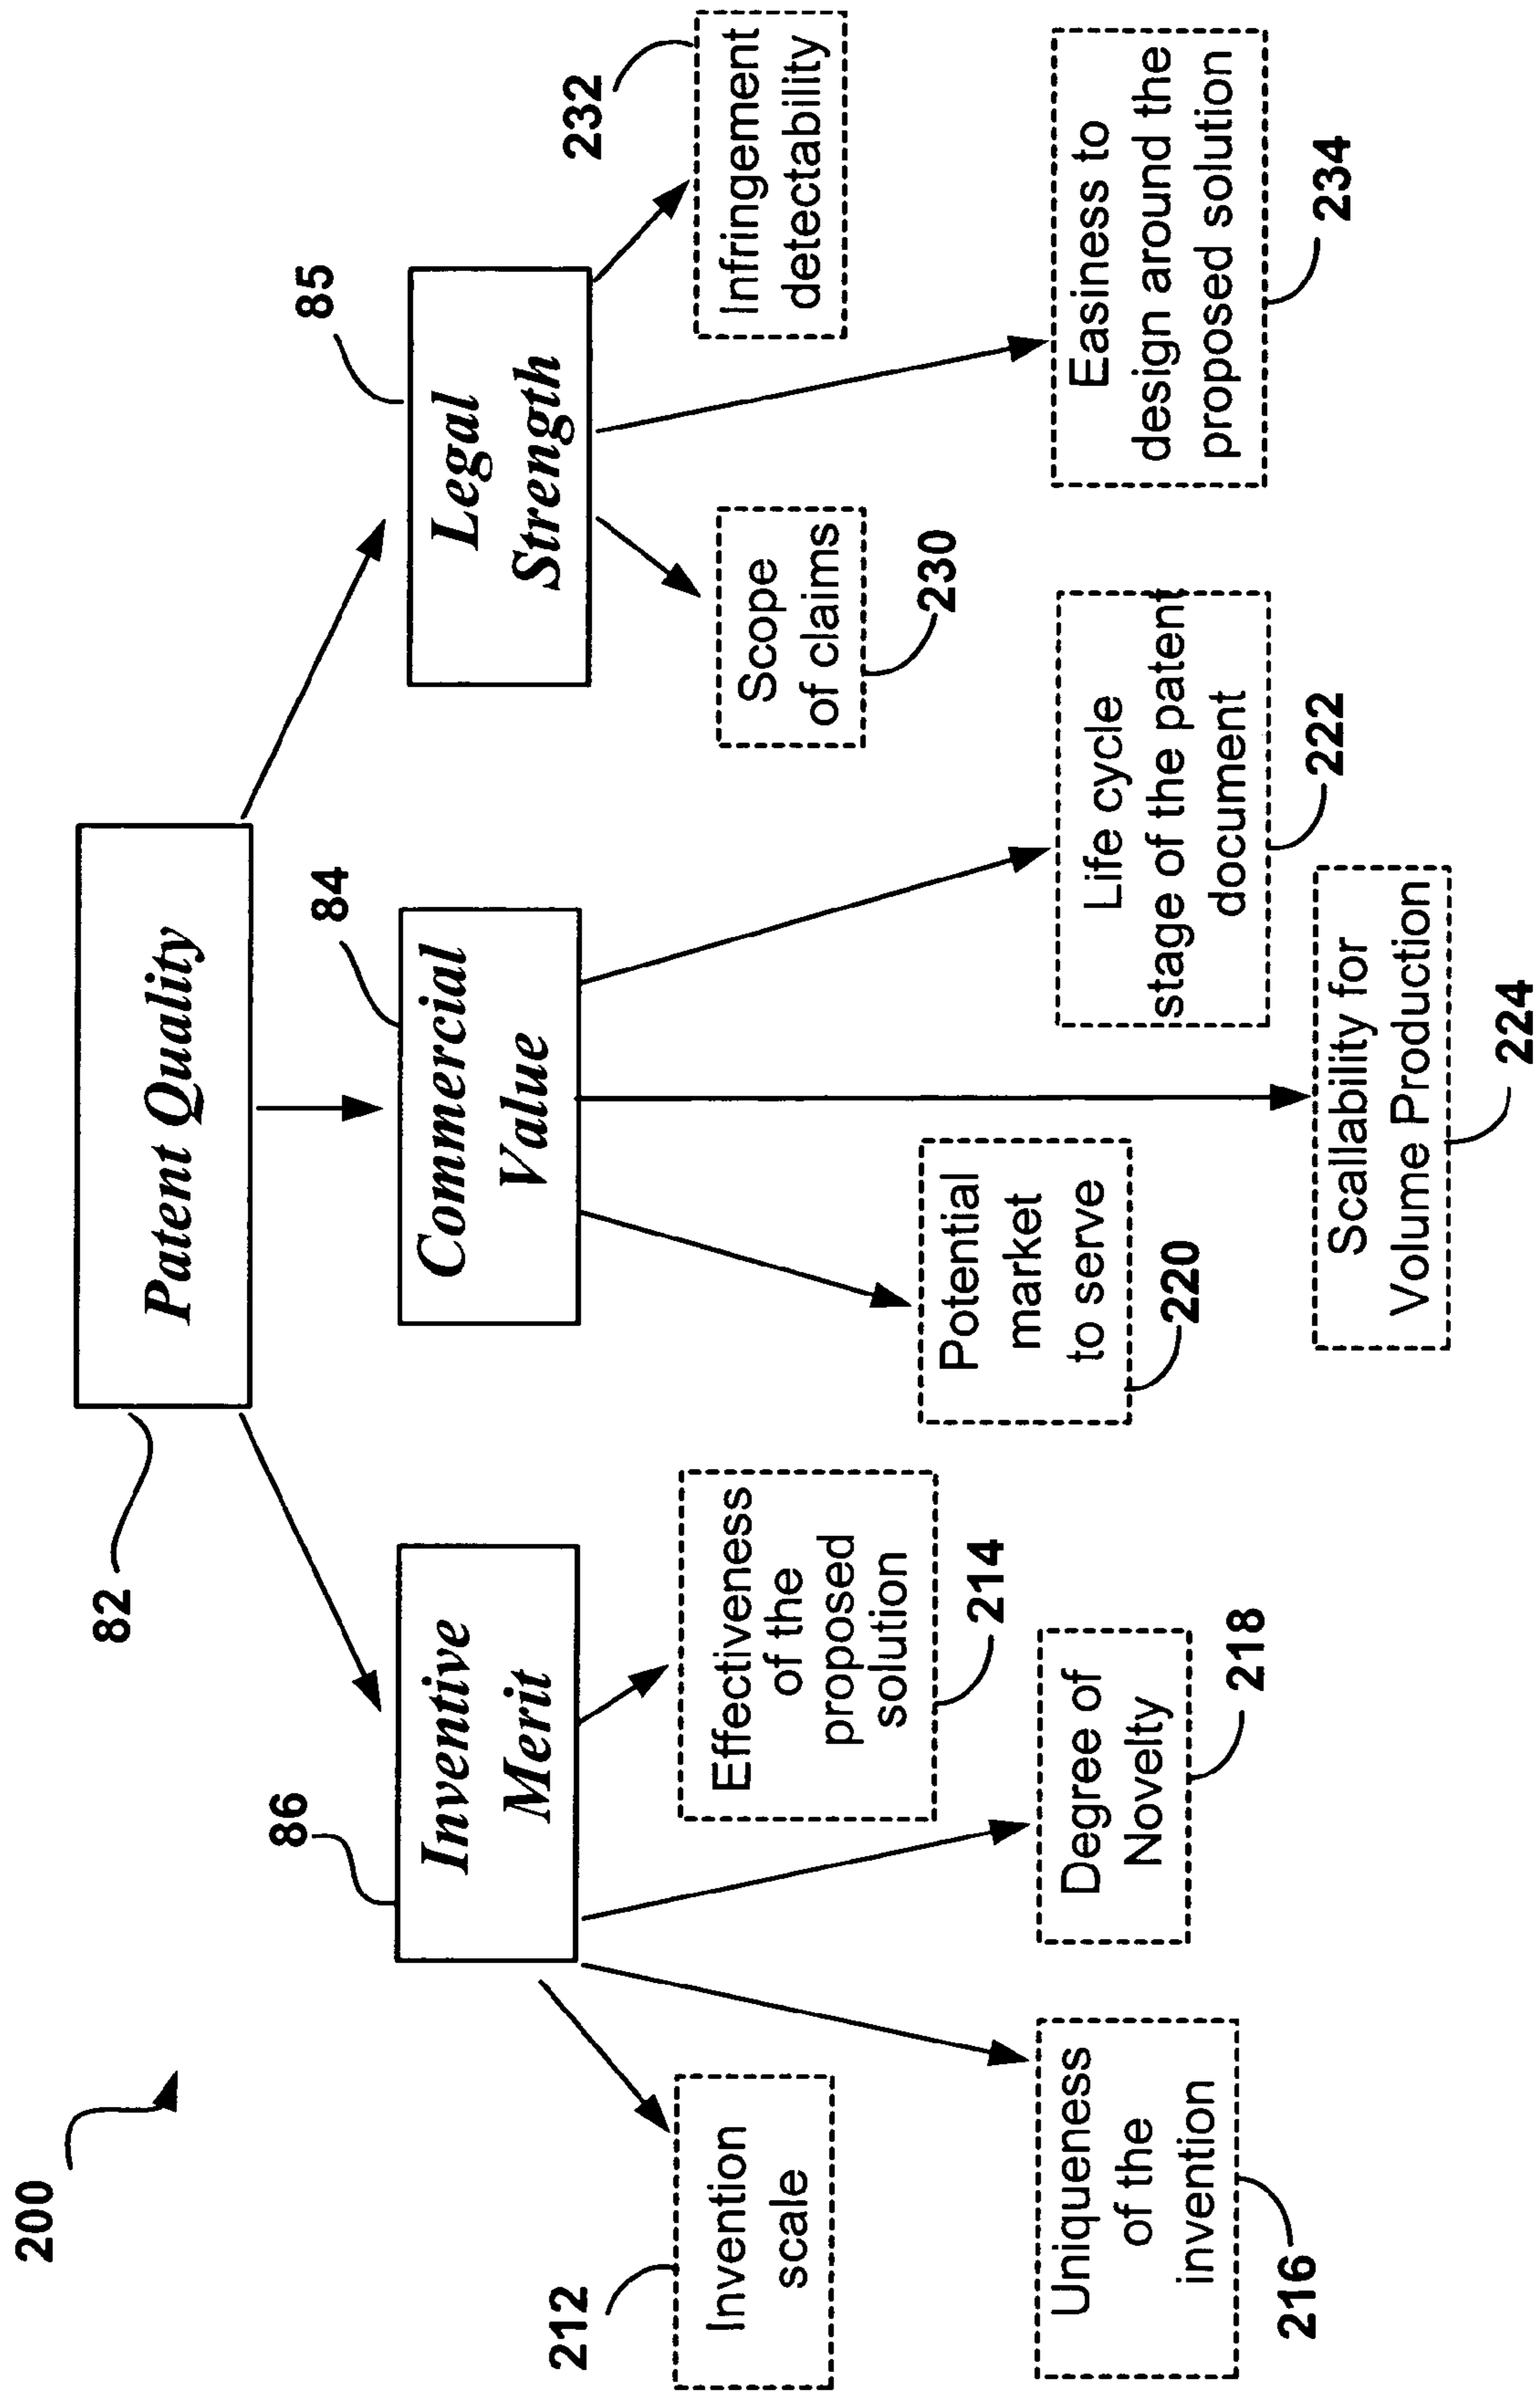 200
82
Patent Quality
86
Inventive
Merit
84
Commercial
Value
85
Legal
Strength
212
Invention
scale
Effectiveness
of the
proposed
solution
214
Uniqueness
of the
invention
216
Degree of
Novelty
218
Potential
market
to serve
220
Life cycle
stage of the patent
document
222
Scallability for
Volume Production
224
Scope
of claims
230
232
Infringement
detectability
Easiness to
design around the
proposed solution
234